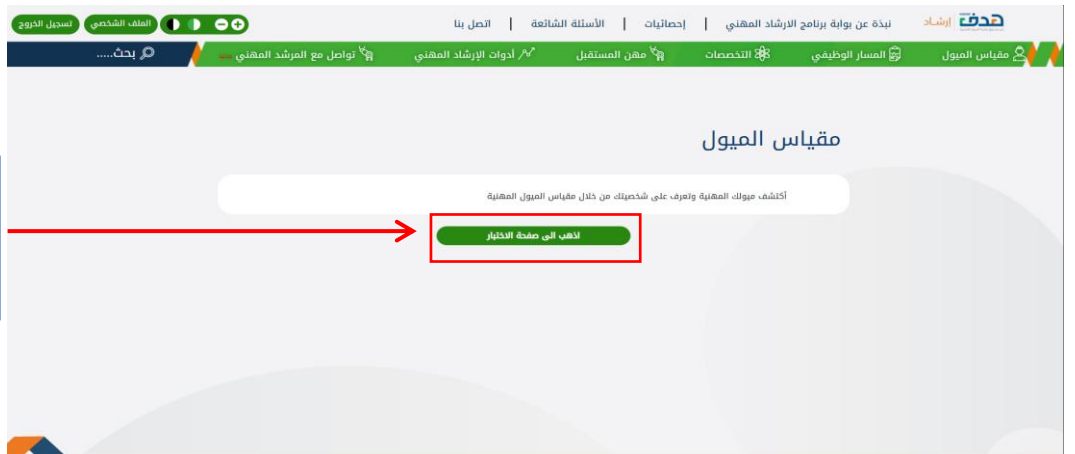 هدف إرشاد
نبذة عن بوابة برنامج الارشاد المهني | إحصائيات | الأسئلة الشائعة | اتصل بنا
الملف الشخصي
تسجيل الخروج
مقياس الميول
المسار الوظيفي
التخصصات
مهن المستقبل
أدوات الإرشاد المهني
تواصل مع المرشد المهني
بحث.....
مقياس الميول
أكتشف ميولك المهنية وتعرف على شخصيتك من خلال مقياس الميول المهنية
اذهب الى صفحة الاختبار